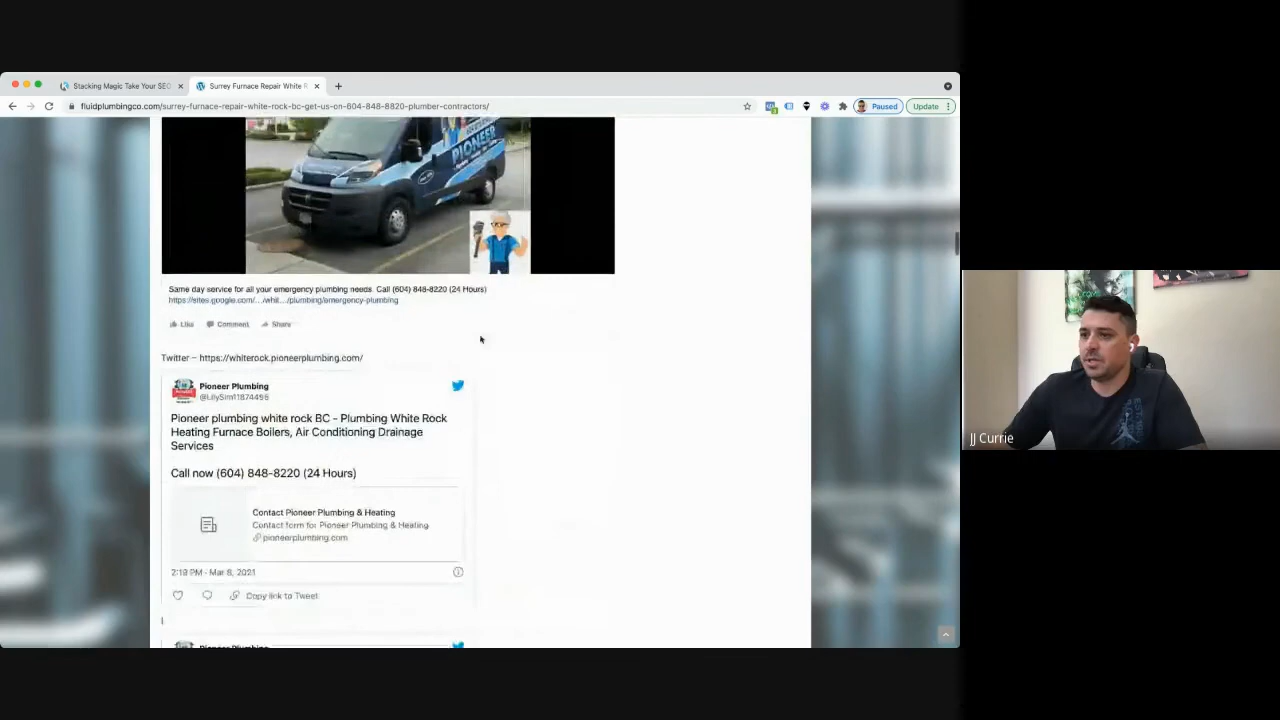 Stacking Magic Take Your SEO
Surrey Furnace Repair White R
fluidplumbingco.com/surrey-furnace-repair-white-rock-bc-get-us-on-604-848-8820-plumber-contractors/
Paused
Update
PIONEER
Same day service for all your emergency plumbing needs. Call (604) 848-8220 (24 Hours)
https://sites.google.com/.../whit.../plumbing/emergency-plumbing
Like Comment Share
Twitter – https://whiterock.pioneerplumbing.com/
Pioneer Plumbing
@LilySim11874496
Pioneer plumbing white rock BC - Plumbing White Rock
Heating Furnace Boilers, Air Conditioning Drainage
Services
Call now (604) 848-8220 (24 Hours)
Contact Pioneer Plumbing & Heating
Contact form for Pioneer Plumbing & Heating
pioneerplumbing.com
2:19 PM · Mar 8, 2021
Copy link to Tweet
Pioneer Plumbing
JJ Currie